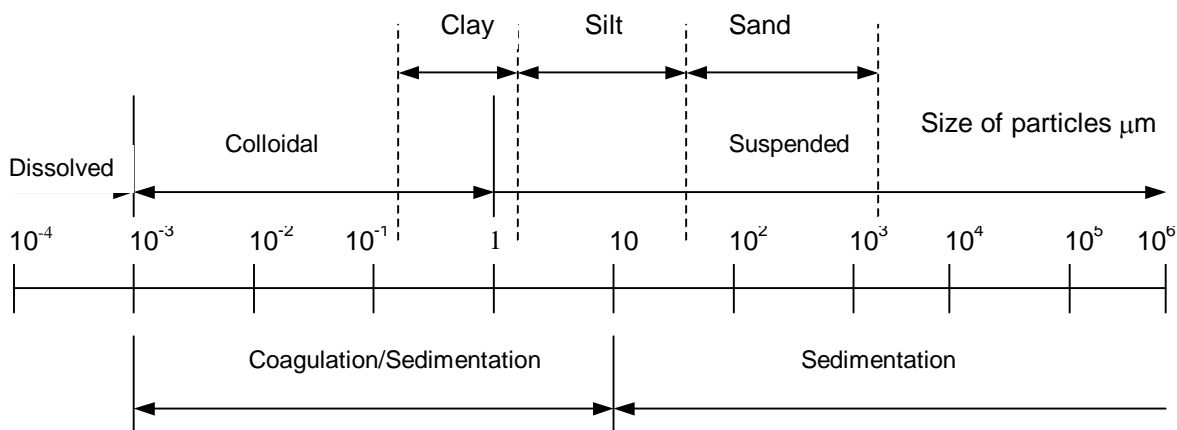 Clay Silt Sand
Size of particles μm
Colloidal Suspended
Dissolved
10⁻⁴ 10⁻³ 10⁻² 10⁻¹ 1 10 10² 10³ 10⁴ 10⁵ 10⁶
Coagulation/Sedimentation Sedimentation